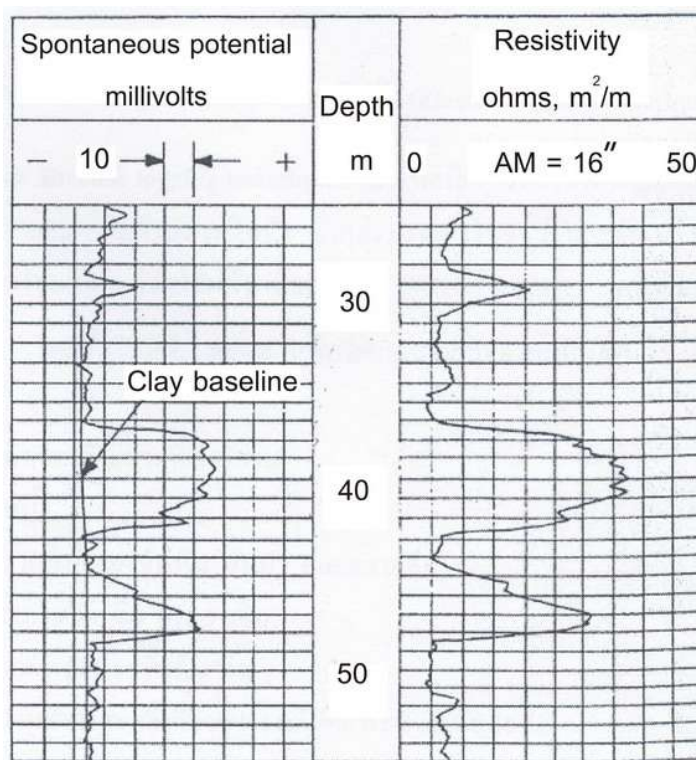 Spontaneous potential
millivolts
− 10 +
Depth
m
Resistivity
ohms, m²/m
0 AM = 16″ 50
30
Clay baseline
40
50